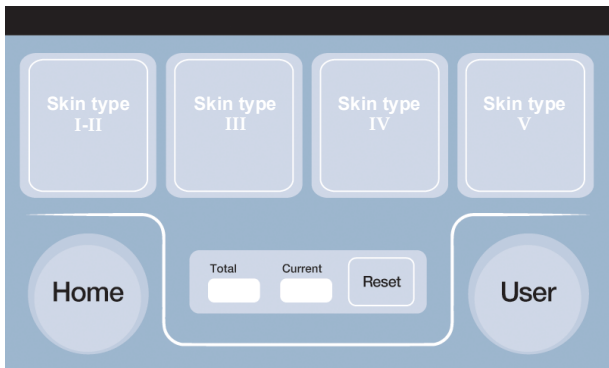 Skin type
I-II
Skin type
III
Skin type
IV
Skin type
V
Home
Total
Current
Reset
User